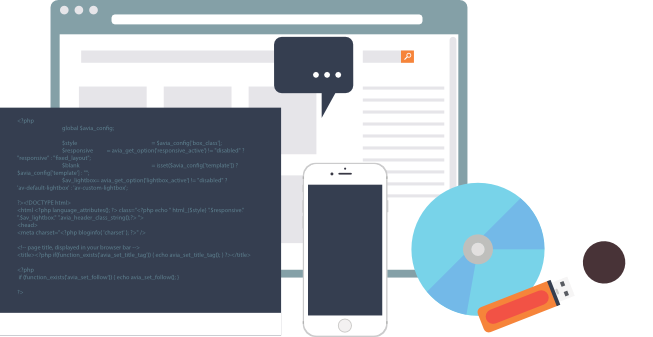 <?php
global $avia_config;
$style = $avia_config['box_class'];
$responsive = avia_get_option('responsive_active') != "disabled" ?
"responsive" : "fixed_layout";
$blank = isset($avia_config['template']) ?
$avia_config['template'] : "";
$av_lightbox= avia_get_option('lightbox_active') != "disabled" ?
'av-default-lightbox' : 'av-custom-lightbox';
?><!DOCTYPE html>
<html <?php language_attributes(); ?> class="<?php echo " html_{$style} ".$responsive."
".$av_lightbox." ".avia_header_class_string();?> ">
<head>
<meta charset="<?php bloginfo( 'charset' ); ?>" />
<!-- page title, displayed in your browser bar -->
<title><?php if(function_exists('avia_set_title_tag')) { echo avia_set_title_tag(); } ?></title>
<?php
if (function_exists('avia_set_follow')) { echo avia_set_follow(); }
?>